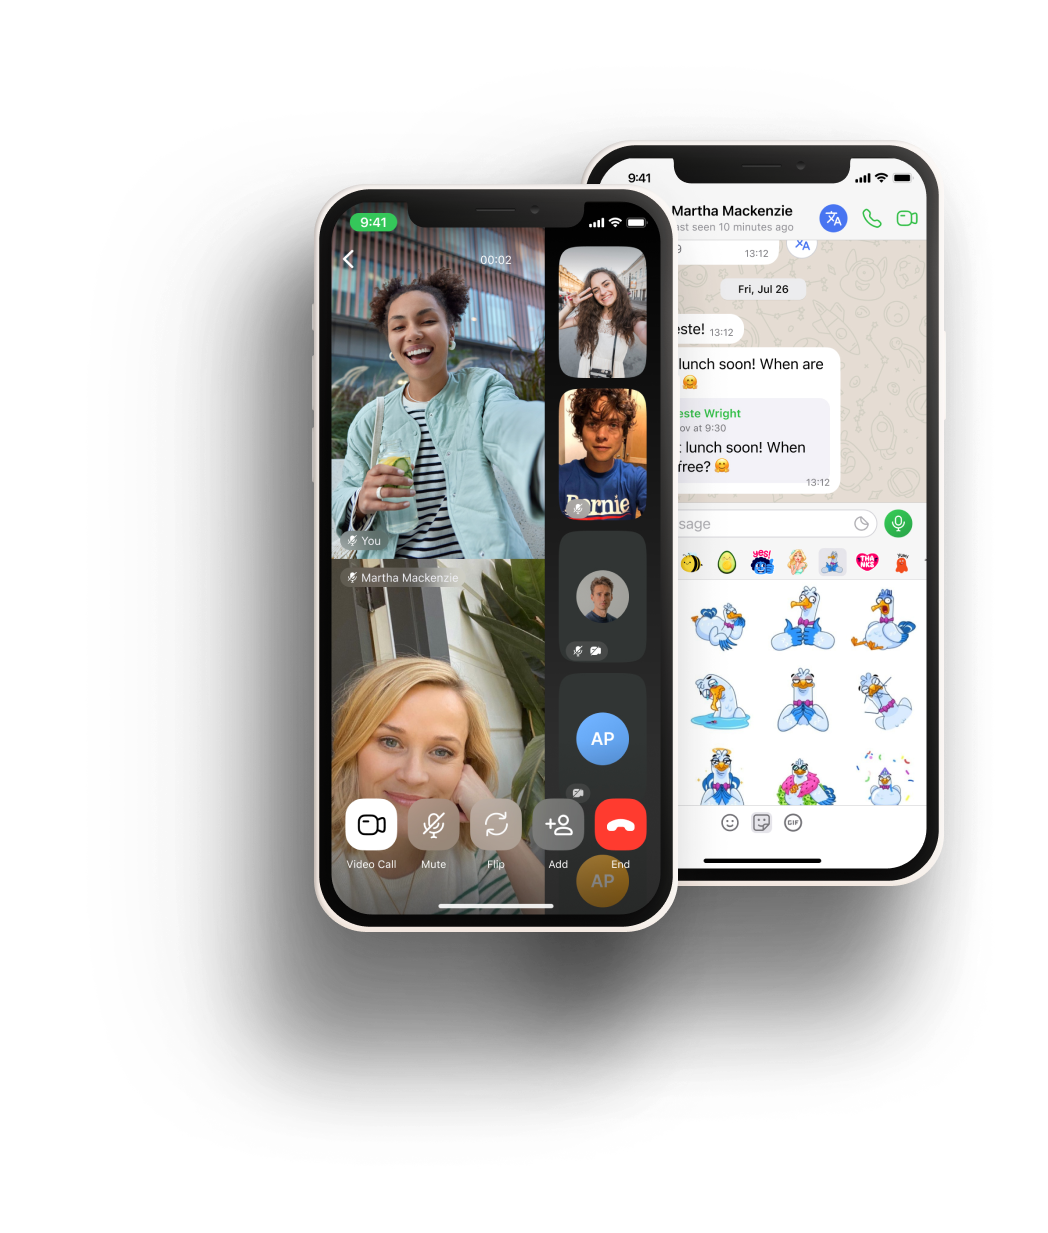 9:41
00:02
You
Martha Mackenzie
Bernie
AP
AP
Video Call
Mute
Flip
Add
End
9:41
Martha Mackenzie
last seen 10 minutes ago
9
13:12
Fri, Jul 26
este!
13:12
lunch soon! When are
🤗
este Wright
ov at 9:30
t lunch soon! When
free? 🤗
13:12
sage
yes!
THA
NKS
GIF